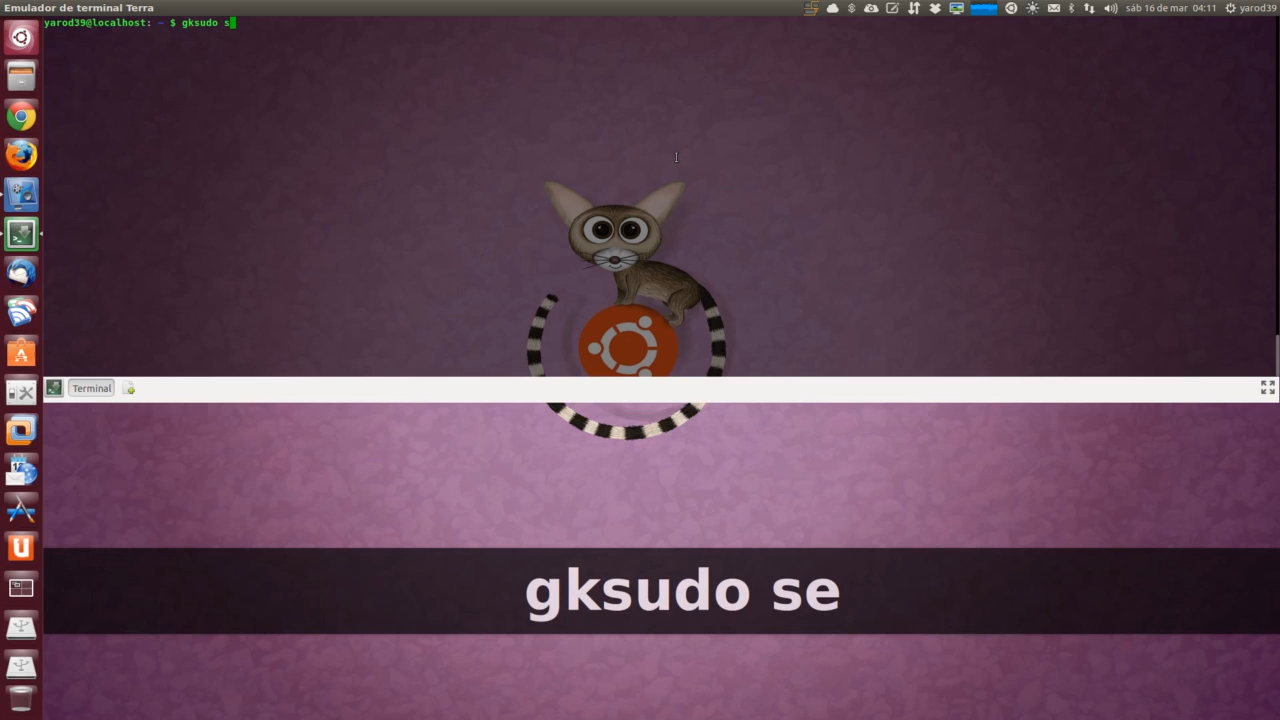 Emulador de terminal Terra
sáb 16 de mar 04:11 yarod39
yarod39@localhost: ~ $ gksudo s
Terminal
gksudo se